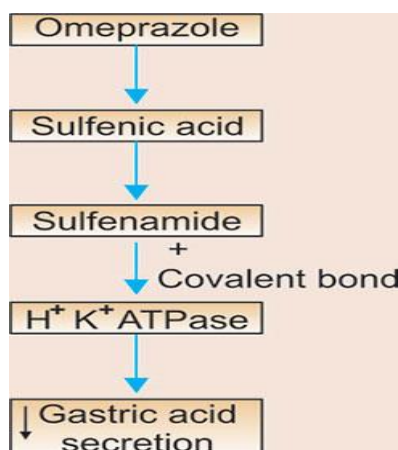 Omeprazole
Sulfenic acid
Sulfenamide
+
Covalent bond
H⁺ K⁺ ATPase
↓ Gastric acid
secretion